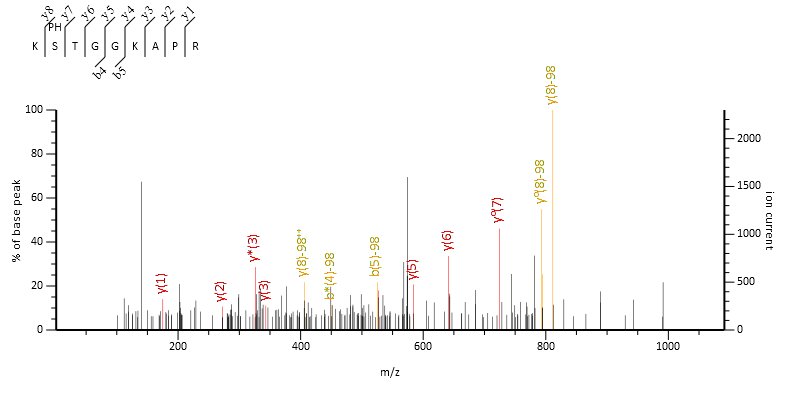 y8 y7 y6 y5 y4 y3 y2 y1
PH
K S T G G K A P R
b4 b5
y(8)-98
y⁰(8)-98
y⁰(7)
y(6)
y(5)
b(5)-98
b*(4)-98
y(8)-98⁺⁺
y(3)
y*(3)
y(2)
y(1)
100
80
60
40
20
0
% of base peak
2000
1500
1000
500
0
ion current
200 400 600 800 1000
m/z